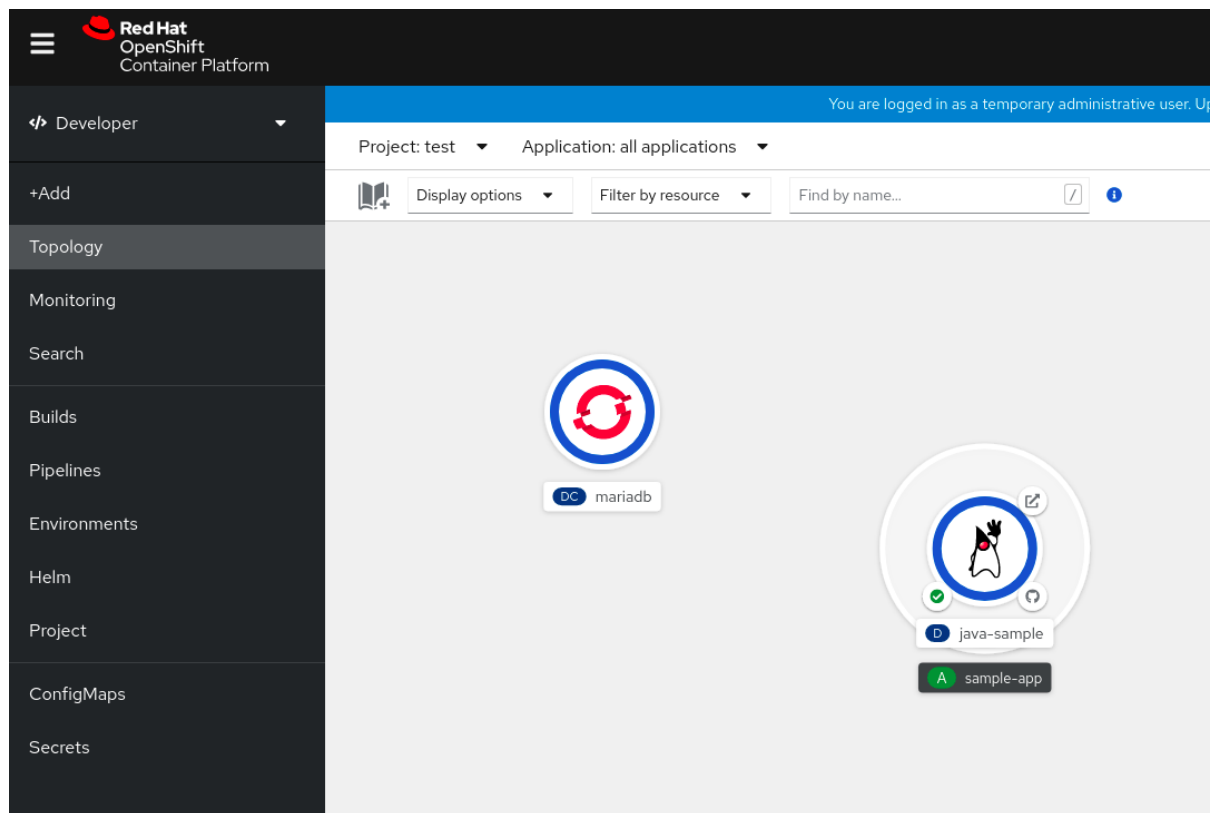 Red Hat
OpenShift
Container Platform
Developer
You are logged in as a temporary administrative user. Up
Project: test
Application: all applications
+Add
Display options
Filter by resource
Find by name...
/
Topology
Monitoring
Search
Builds
Pipelines
Environments
Helm
Project
ConfigMaps
Secrets
DC mariadb
D java-sample
A sample-app